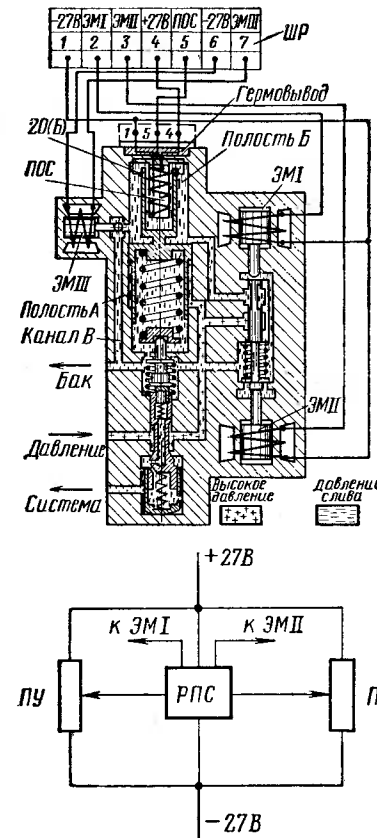 -27В ЭМI ЭМII +27В ПОС -27В ЭМIII
1 2 3 4 5 6 7
ШР
Гермовывод
20(Б)
1 5 4
Полость Б
ПОС
ЭМI
ЭМIII
Полость А
Канал В
Бак
ЭМII
Давление
Система
Высокое давление
давление слива
+27В
к ЭМI к ЭМII
ПУ РПС П
-27В